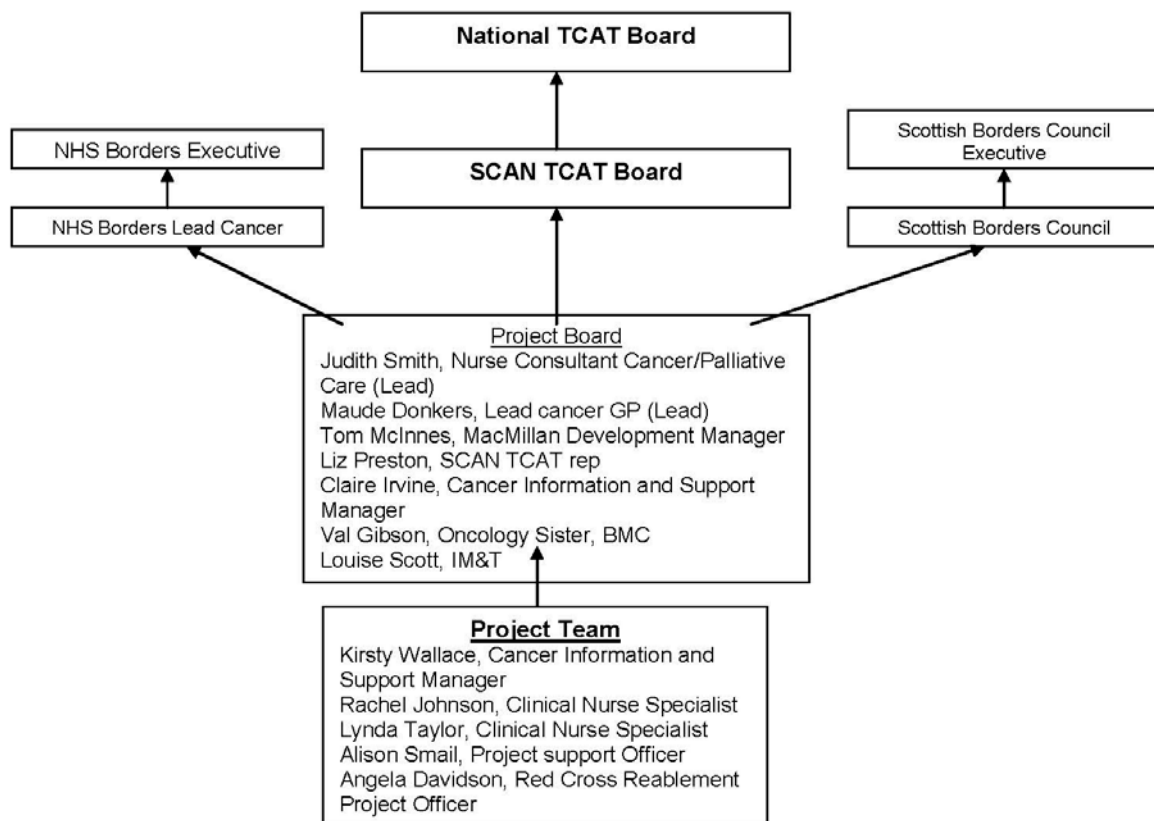 National TCAT Board
NHS Borders Executive
SCAN TCAT Board
Scottish Borders Council
Executive
NHS Borders Lead Cancer
Scottish Borders Council
Project Board
Judith Smith, Nurse Consultant Cancer/Palliative
Care (Lead)
Maude Donkers, Lead cancer GP (Lead)
Tom McInnes, MacMillan Development Manager
Liz Preston, SCAN TCAT rep
Claire Irvine, Cancer Information and Support
Manager
Val Gibson, Oncology Sister, BMC
Louise Scott, IM&T
Project Team
Kirsty Wallace, Cancer Information and
Support Manager
Rachel Johnson, Clinical Nurse Specialist
Lynda Taylor, Clinical Nurse Specialist
Alison Smail, Project support Officer
Angela Davidson, Red Cross Reablement
Project Officer